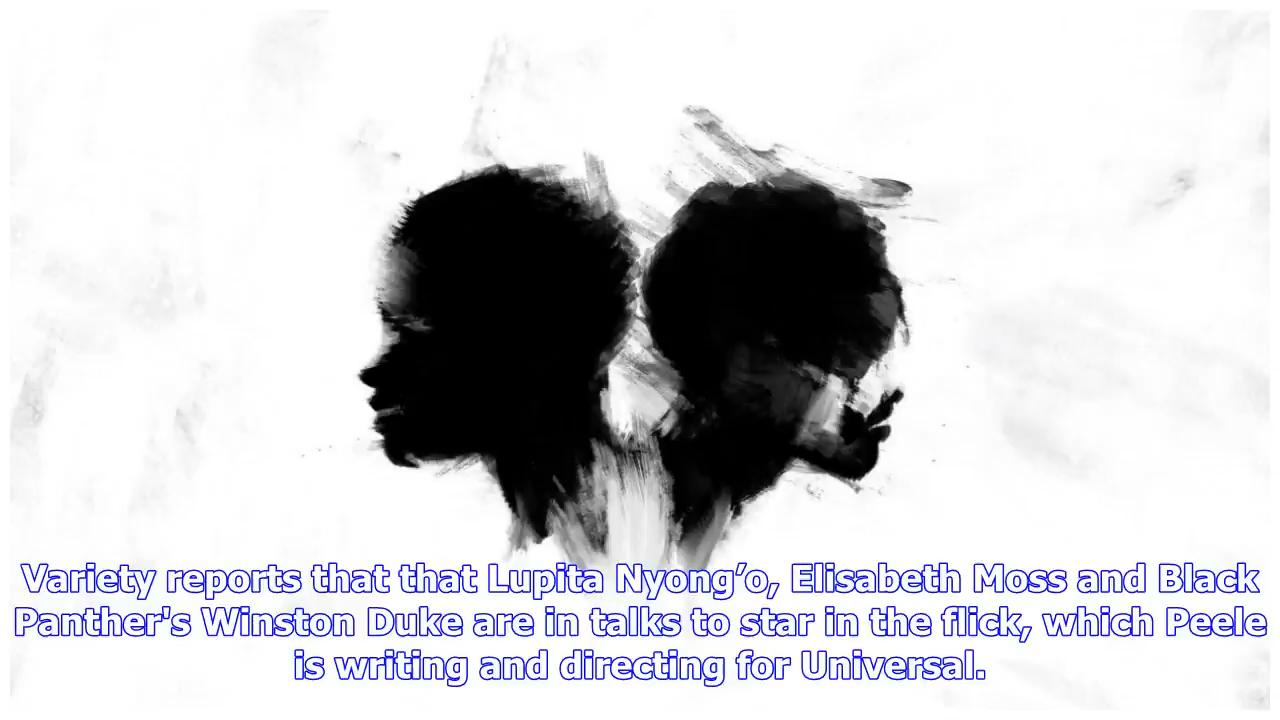 Variety reports that that Lupita Nyong’o, Elisabeth Moss and Black
Panther's Winston Duke are in talks to star in the flick, which Peele
is writing and directing for Universal.